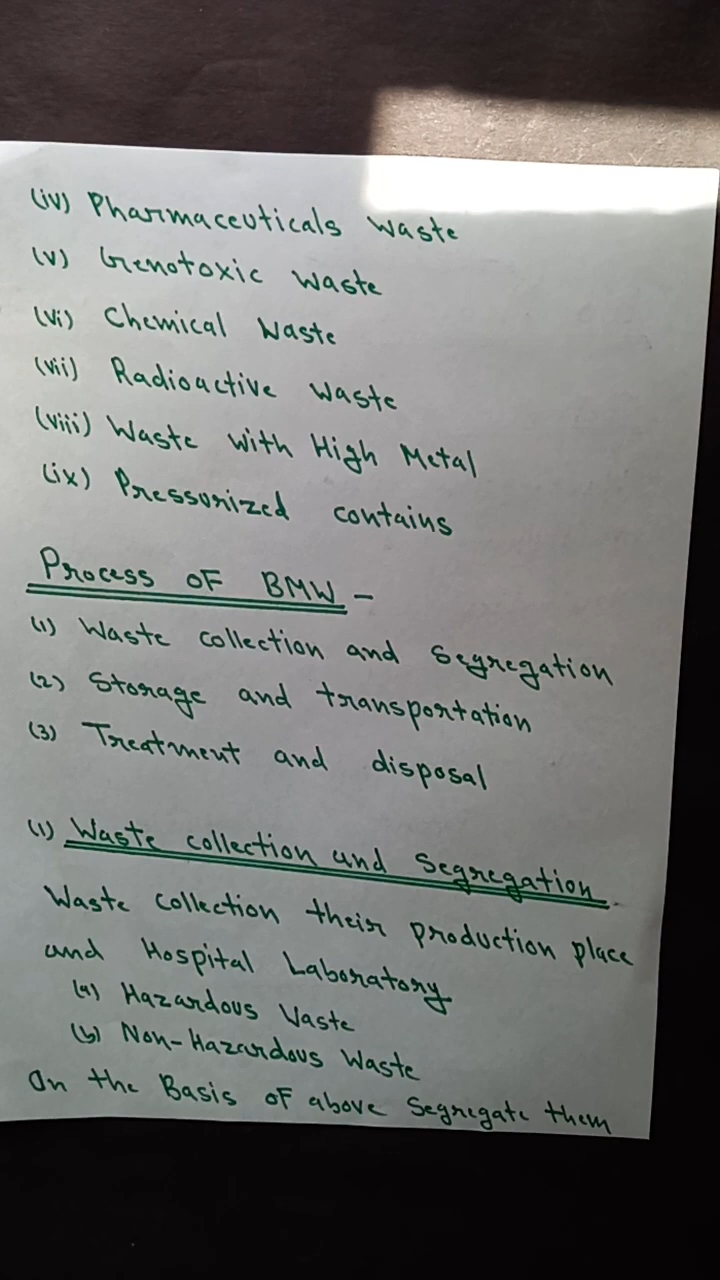 (iv) Pharmaceuticals Waste
(v) Genotoxic Waste
(vi) Chemical Waste
(vii) Radioactive Waste
(viii) Waste with High Metal
(ix) Pressurized contains
Process of BMW -
(1) Waste collection and Segregation
(2) Storage and transportation
(3) Treatment and disposal
(1) Waste collection and Segregation
Waste collection their production place
and Hospital Laboratory
(a) Hazardous Waste
(b) Non-Hazardous Waste
On the Basis of above Segregate them